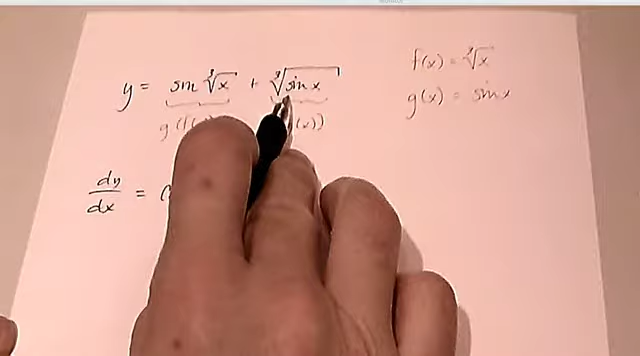 y = sin ∛x + ∛sin x
g(f( (x))
dy/dx = (
f(x) = ∛x
g(x) = sin x